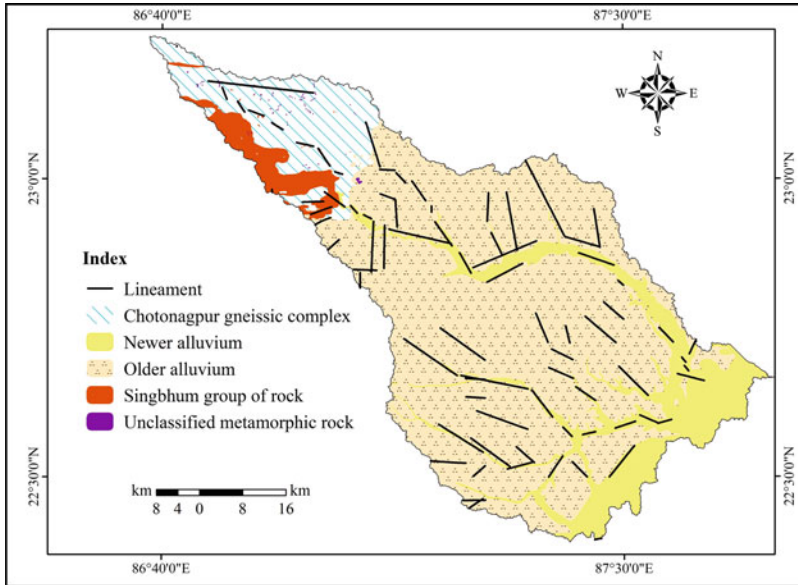 86°40'0"E
87°30'0"E
N
W
E
S
23°0'0"N
23°0'0"N
Index
Lineament
Chotonagpur gneissic complex
Newer alluvium
Older alluvium
Singbhum group of rock
Unclassified metamorphic rock
km
km
8 4 0 8 16
22°30'0"N
22°30'0"N
86°40'0"E
87°30'0"E